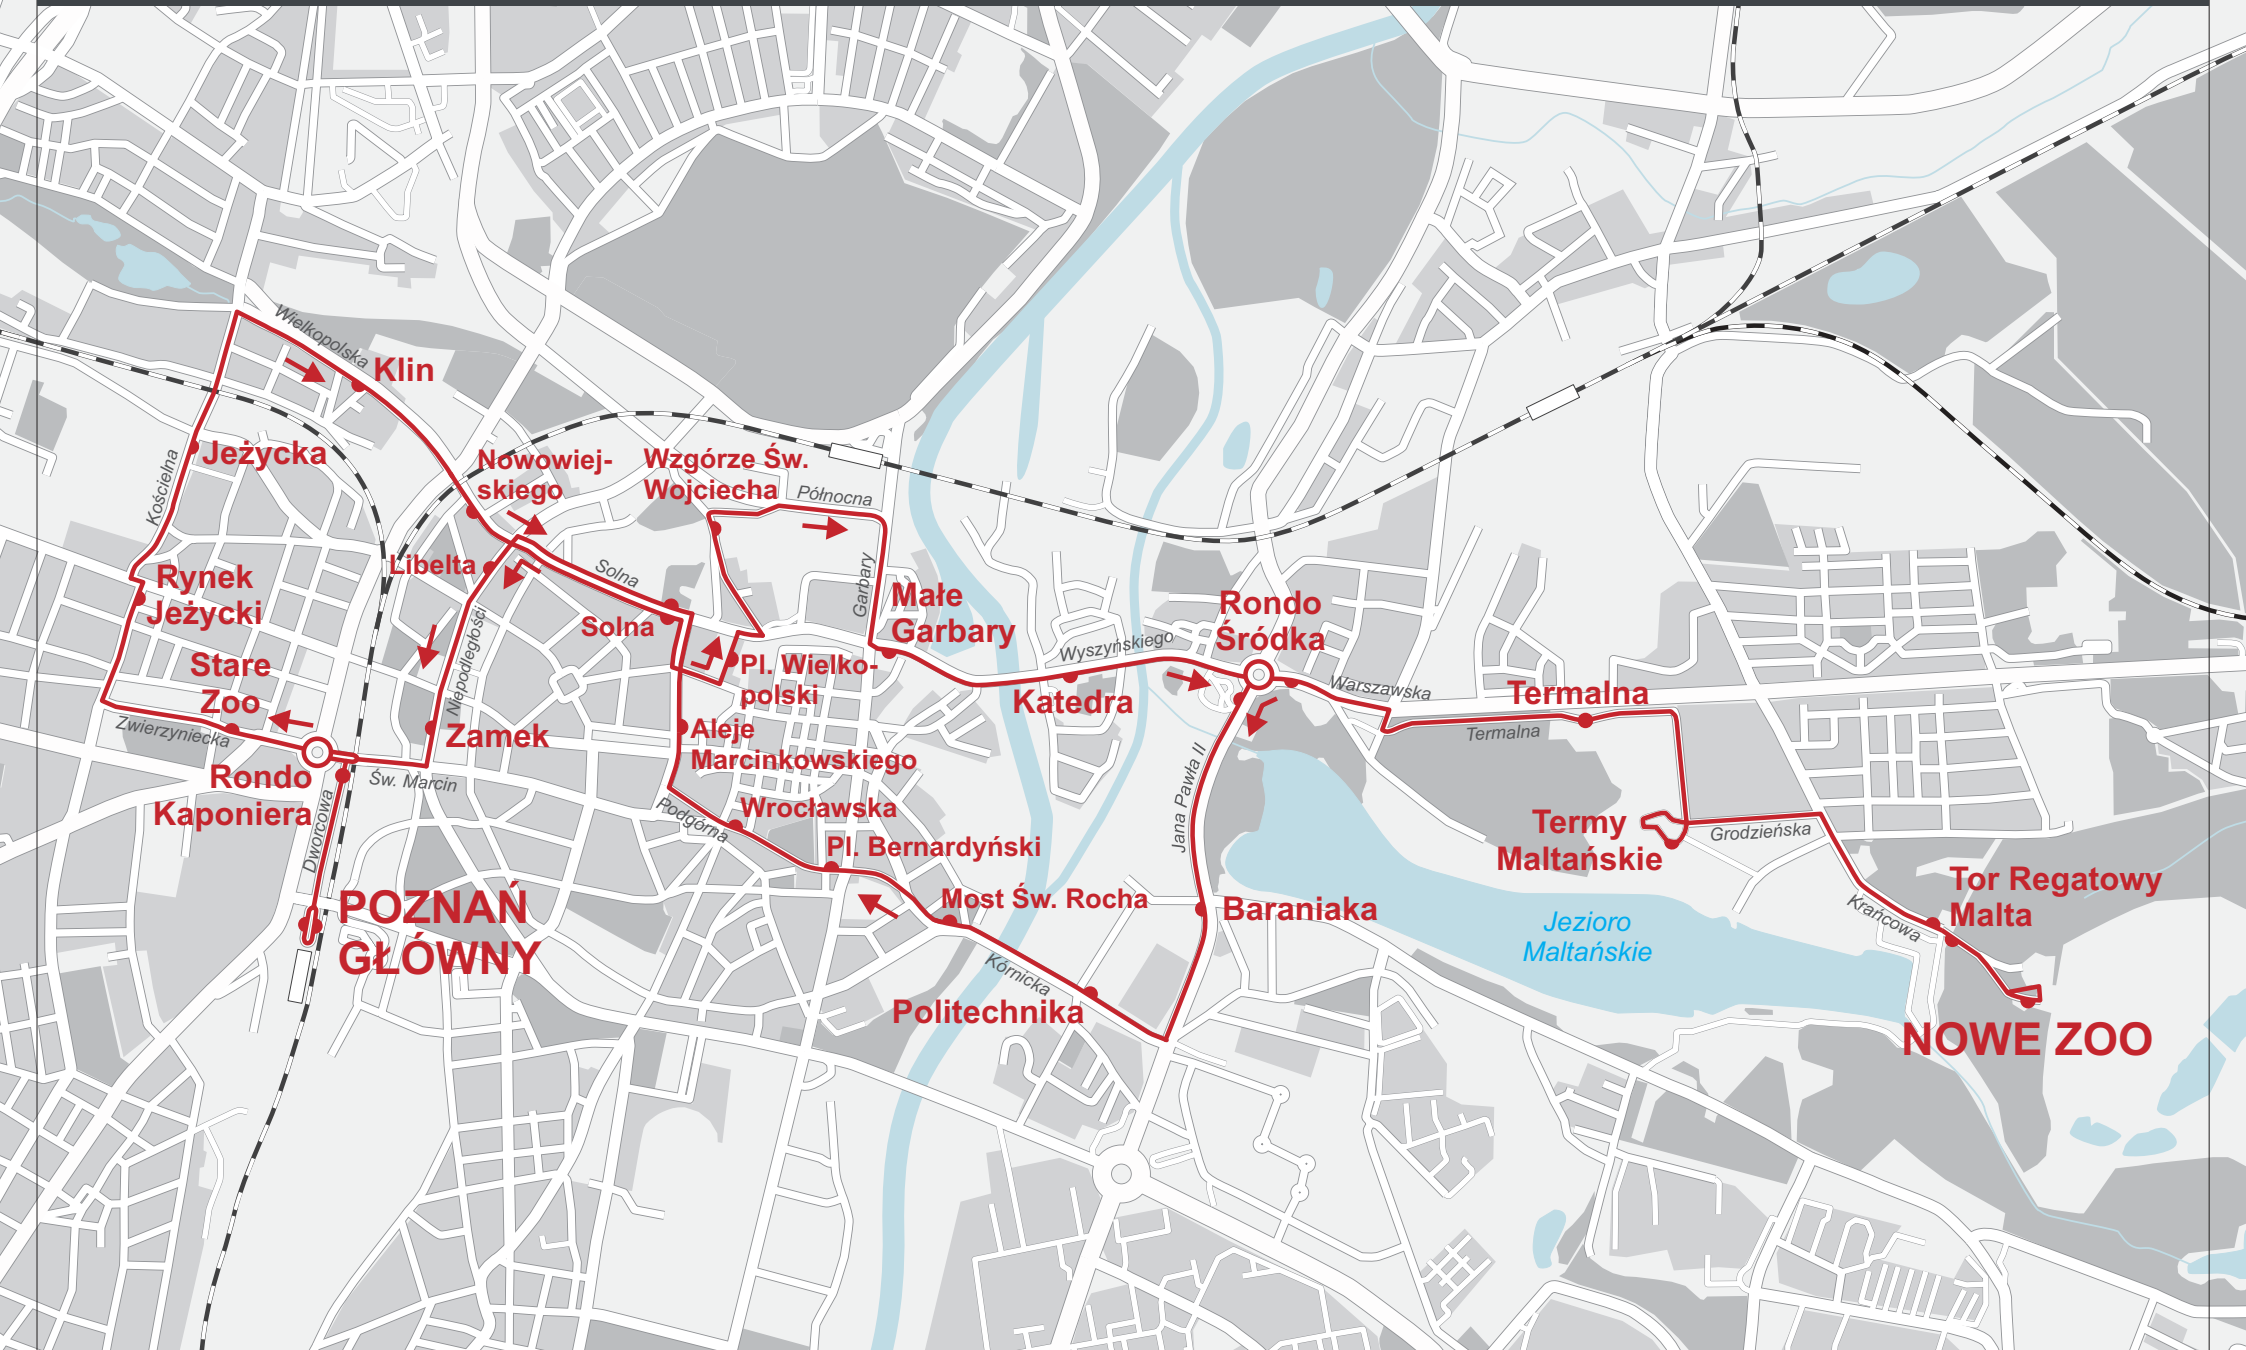 Wielkopolska
Klin
Jeżycka
Kościelna
Nowowiej-
skiego
Wzgórze Św.
Wojciecha
Północna
Libelta
Solna
Solna
Garbary
Małe
Garbary
Rynek
Jeżycki
Niepodległości
Stare
Zoo
Zwierzyniecka
Zamek
Pl. Wielko-
polski
Wyszyńskiego
Katedra
Rondo
Śródka
Warszawska
Termalna
Termalna
Aleje
Marcinkowskiego
Rondo
Kaponiera
Św. Marcin
Dworcowa
Podgórna
Wrocławska
Pl. Bernardyński
Jana Pawła II
Termy
Maltańskie
Grodzieńska
Tor Regatowy
Malta
Krańcowa
POZNAŃ
GŁÓWNY
Most Św. Rocha
Baraniaka
Jezioro
Maltańskie
Kórnicka
Politechnika
NOWE ZOO